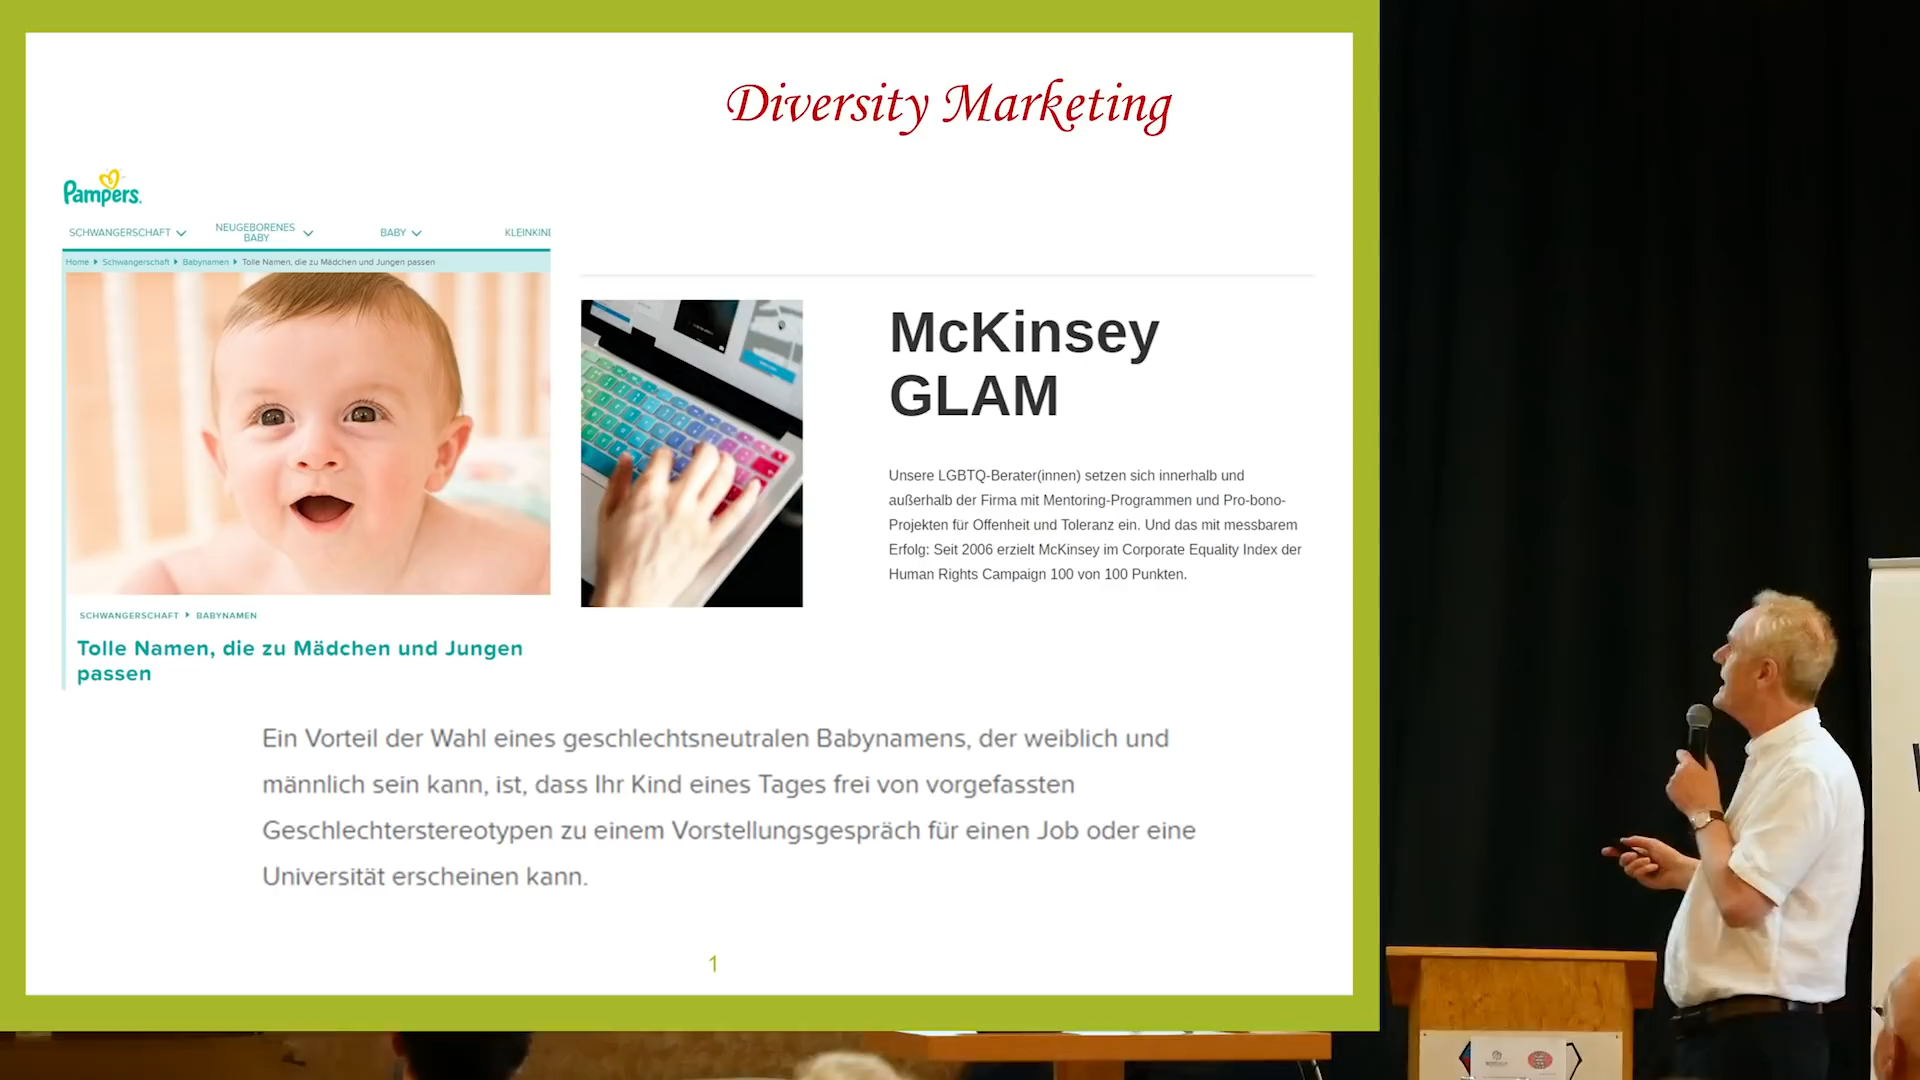 Diversity Marketing
Pampers.
SCHWANGERSCHAFT
NEUGEBORENES
BABY
BABY
KLEINKIN
Home Schwangerschaft Babynamen Tolle Namen, die zu Mädchen und Jungen passen
SCHWANGERSCHAFT BABYNAMEN
Tolle Namen, die zu Mädchen und Jungen
passen
McKinsey
GLAM
Unsere LGBTQ-Berater(innen) setzen sich innerhalb und
außerhalb der Firma mit Mentoring-Programmen und Pro-bono-
Projekten für Offenheit und Toleranz ein. Und das mit messbarem
Erfolg: Seit 2006 erzielt McKinsey im Corporate Equality Index der
Human Rights Campaign 100 von 100 Punkten.
Ein Vorteil der Wahl eines geschlechtsneutralen Babynamens, der weiblich und
männlich sein kann, ist, dass Ihr Kind eines Tages frei von vorgefassten
Geschlechterstereotypen zu einem Vorstellungsgespräch für einen Job oder eine
Universität erscheinen kann.
1